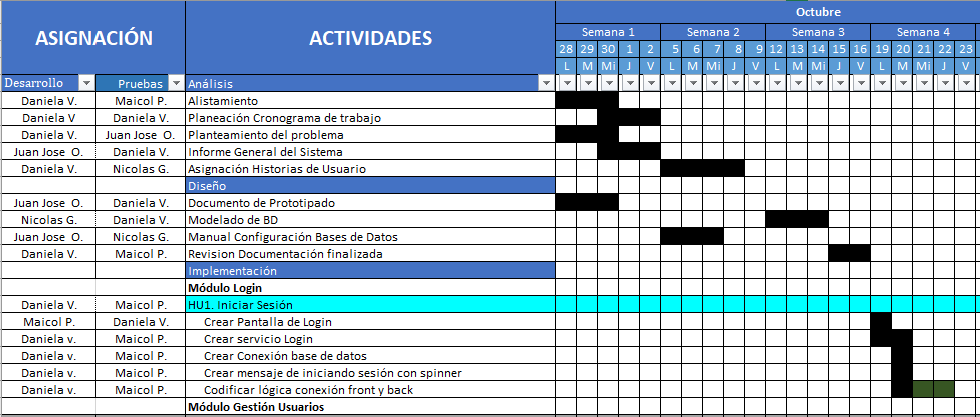 Octubre
ASIGNACIÓN ACTIVIDADES Semana 1 Semana 2 Semana 3 Semana 4
28 29 30 1 2 5 6 7 8 9 12 13 14 15 16 19 20 21 22 23
L M Mi J V L M Mi J V L M Mi J V L M Mi J V
Desarrollo Pruebas Análisis
Daniela V. Maicol P. Alistamiento
Daniela V Daniela V. Planeación Cronograma de trabajo
Daniela V. Juan Jose O. Planteamiento del problema
Juan Jose O. Daniela V. Informe General del Sistema
Daniela V. Nicolas G. Asignación Historias de Usuario
Diseño
Juan Jose O. Daniela V. Documento de Prototipado
Nicolas G. Daniela V. Modelado de BD
Juan Jose O. Nicolas G. Manual Configuración Bases de Datos
Daniela V. Maicol P. Revision Documentación finalizada
Implementación
Módulo Login
Daniela V. Maicol P. HU1. Iniciar Sesión
Maicol P. Daniela V. Crear Pantalla de Login
Daniela v. Maicol P. Crear servicio Login
Daniela v. Maicol P. Crear Conexión base de datos
Daniela v. Maicol P. Crear mensaje de iniciando sesión con spinner
Daniela v. Maicol P. Codificar lógica conexión front y back
Módulo Gestión Usuarios